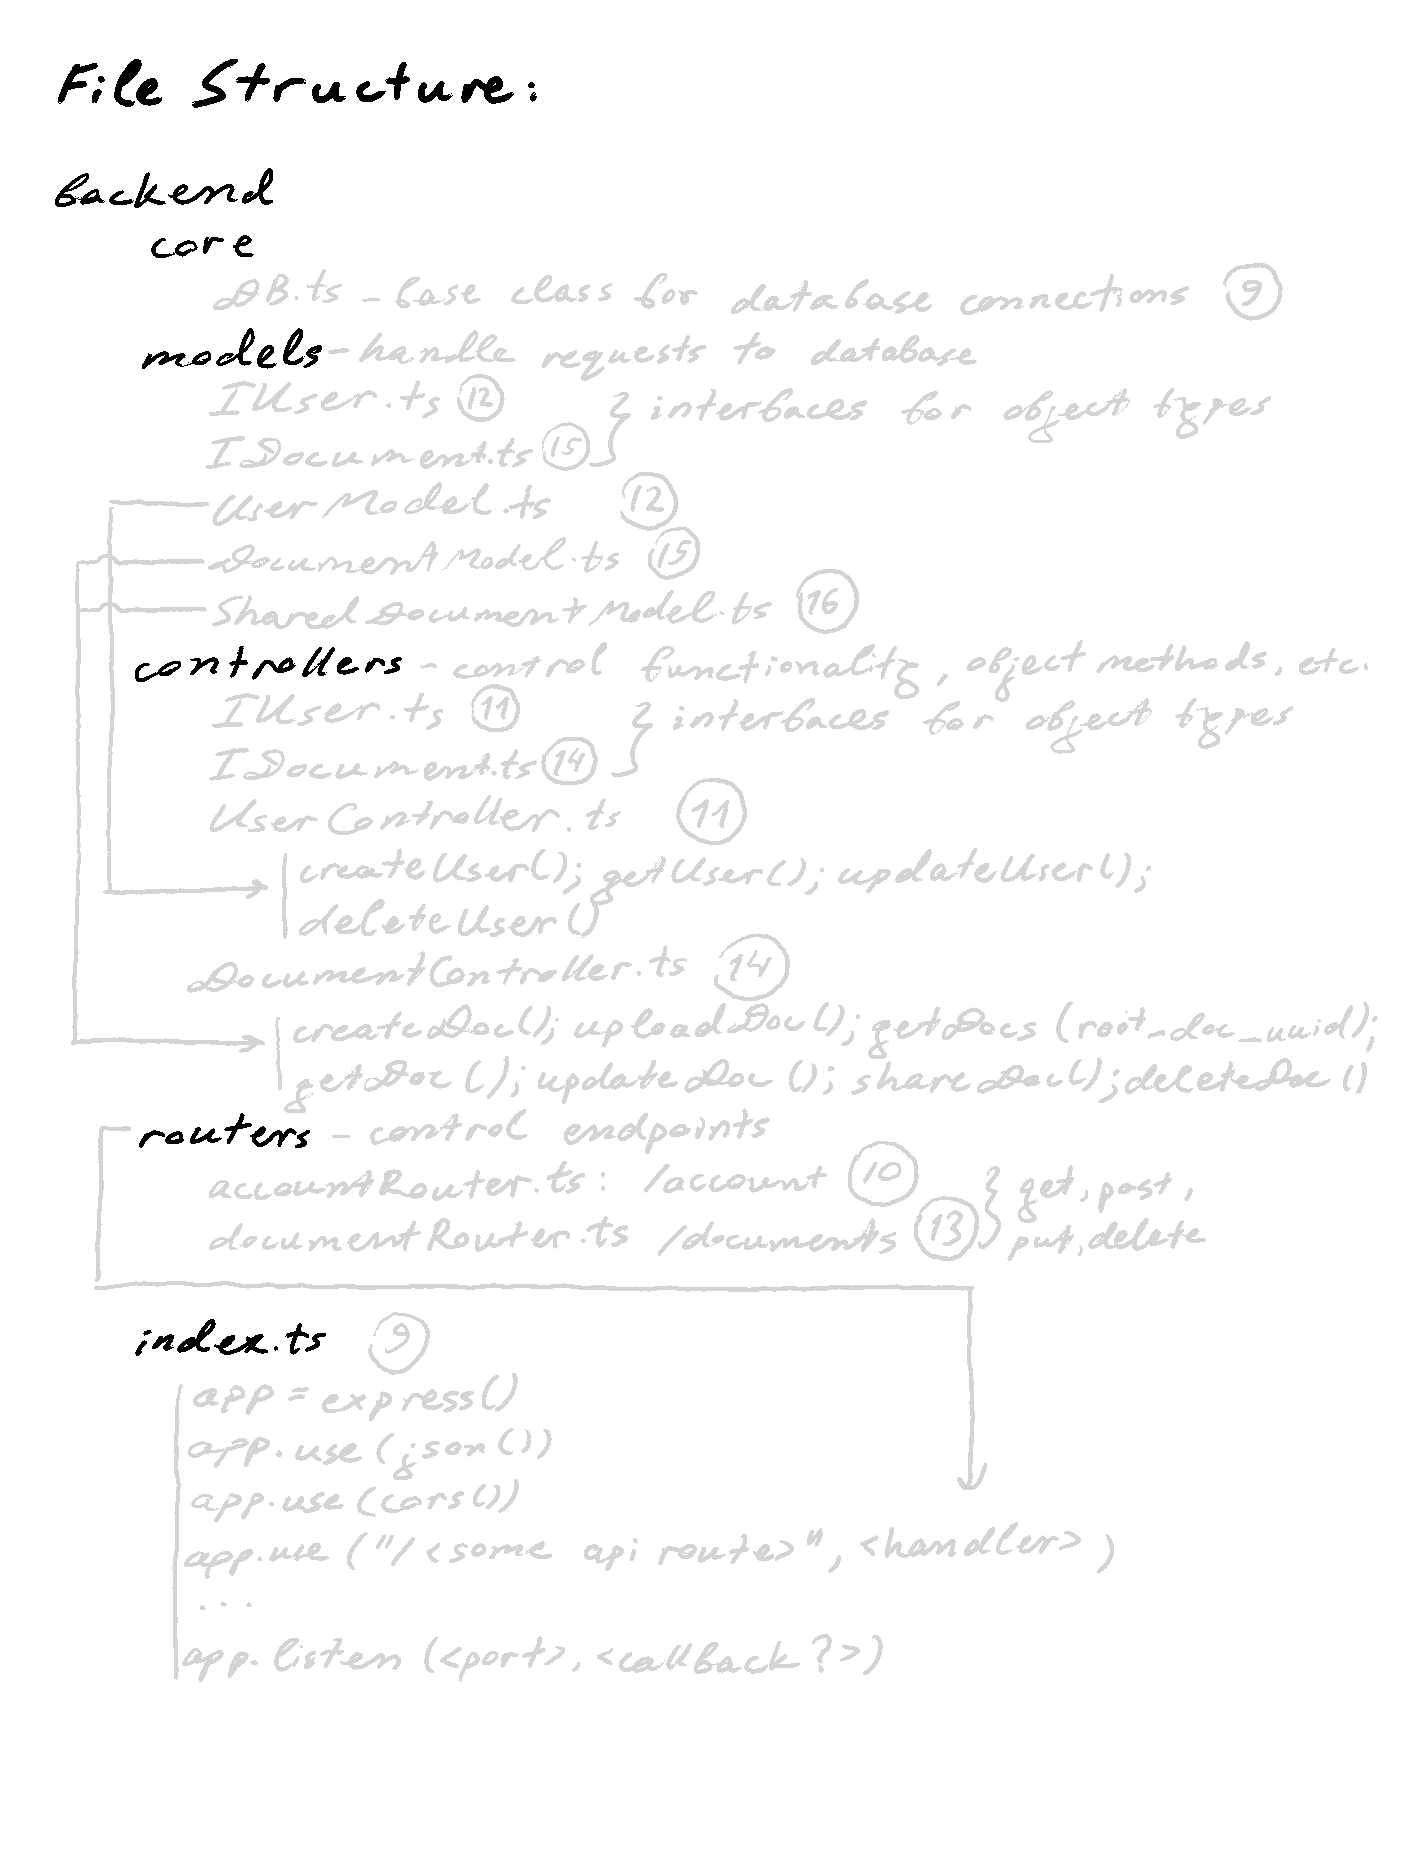 File Structure:
backend
core
DB.ts - base class for database connections 9
models - handle requests to database
IUser.ts 12 } interfaces for object types
IDocument.ts 15
UserModel.ts 12
DocumentModel.ts 15
SharedDocumentModel.ts 16
controllers - control functionality, object methods, etc.
IUser.ts 11 } interfaces for object types
IDocument.ts 14
UserController.ts 11
createUser(); getUser(); updateUser();
deleteUser()
DocumentController.ts 14
createDoc(); uploadDoc(); getDocs (root_doc_uuid);
getDoc(); updateDoc(); shareDoc(); deleteDoc()
routers - control endpoints
accountRouter.ts: /account 10 } get, post,
documentRouter.ts /documents 13 put, delete
index.ts 9
app = express()
app.use (json())
app.use (cors())
app.use ("/<some api route>", <handler>)
...
app.listen (<port>, <callback?>)